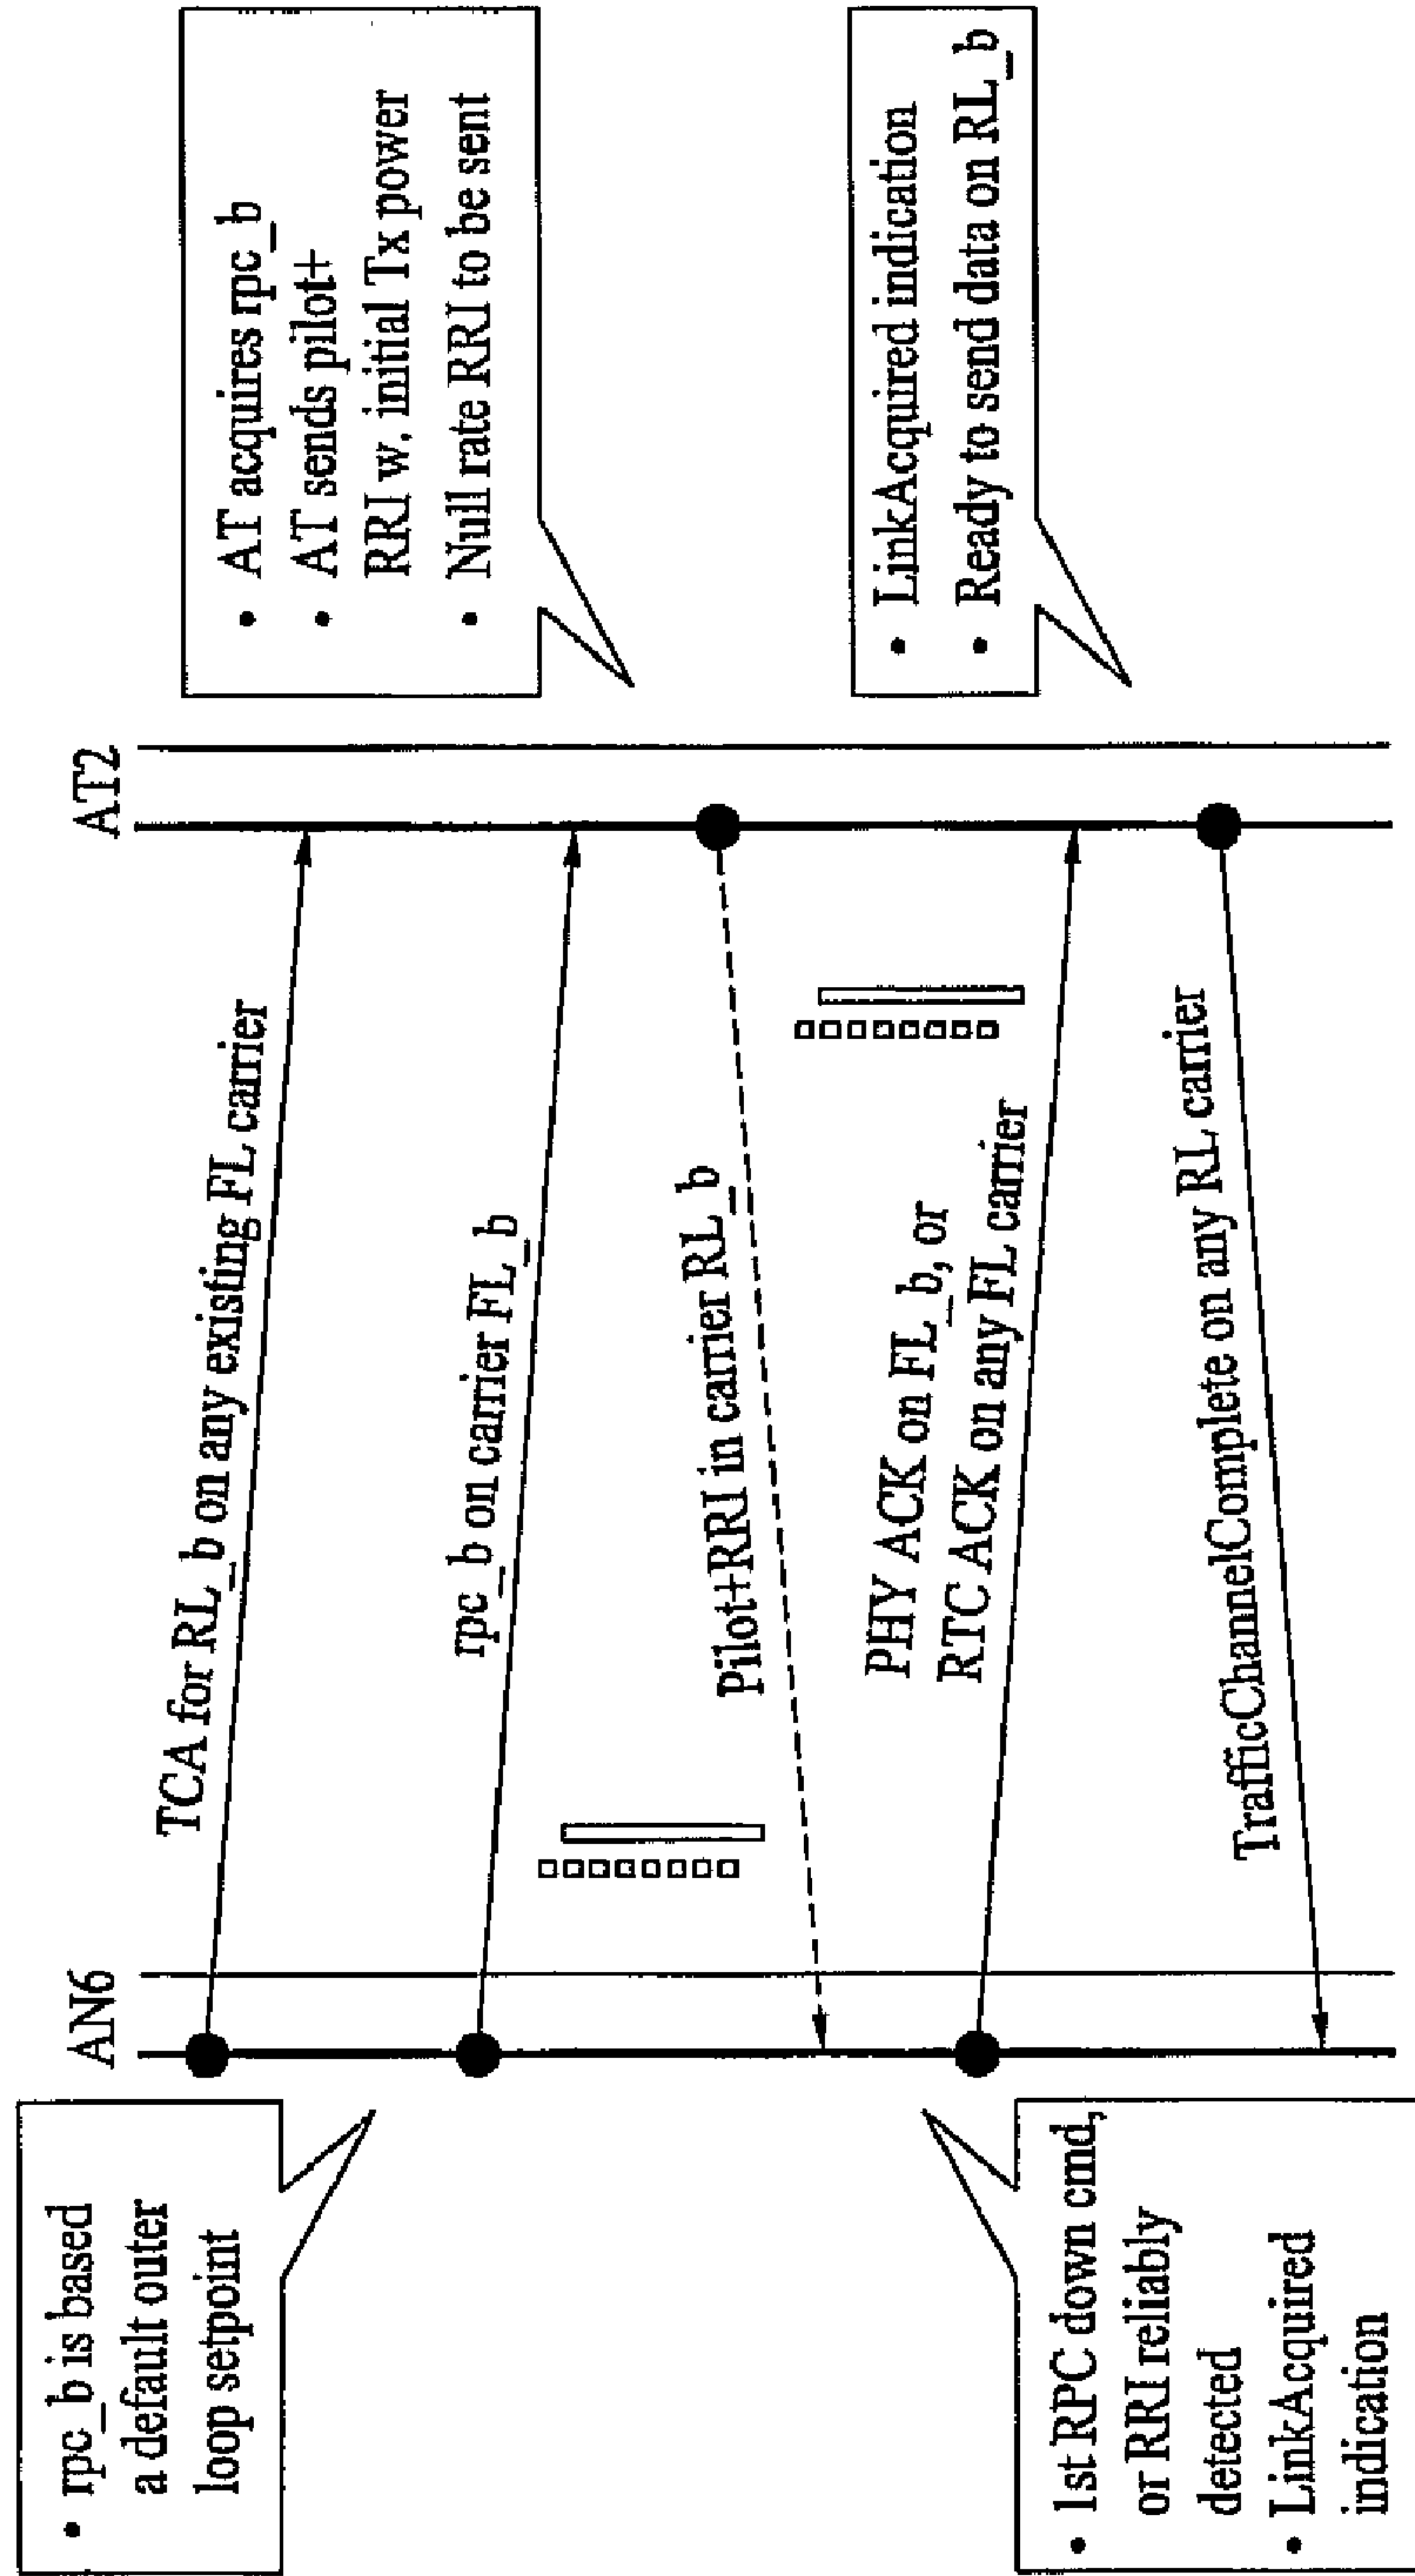 AN6
AT2
• rpc_b is based
a default outer
loop setpoint
TCA for RL_b on any existing FL carrier
rpc_b on carrier FL_b
• AT acquires rpc_b
• AT sends pilot+
RRI w. initial Tx power
• Null rate RRI to be sent
Pilot+RRI in carrier RL_b
• 1st RPC down cmd,
or RRI reliably
detected
• LinkAcquired
indication
PHY ACK on FL_b, or
RTC ACK on any FL carrier
• LinkAcquired indication
• Ready to send data on RL_b
TrafficChannelComplete on any RL carrier